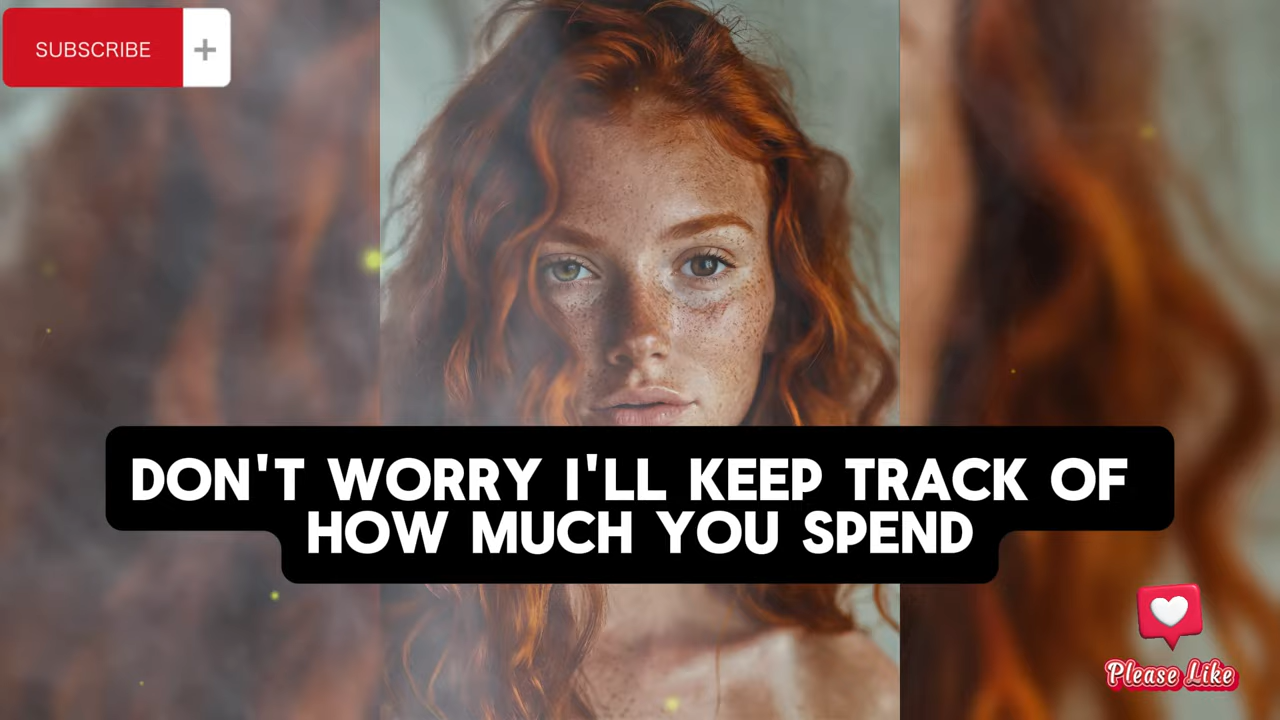 SUBSCRIBE +
DON'T WORRY I'LL KEEP TRACK OF
HOW MUCH YOU SPEND
Please Like